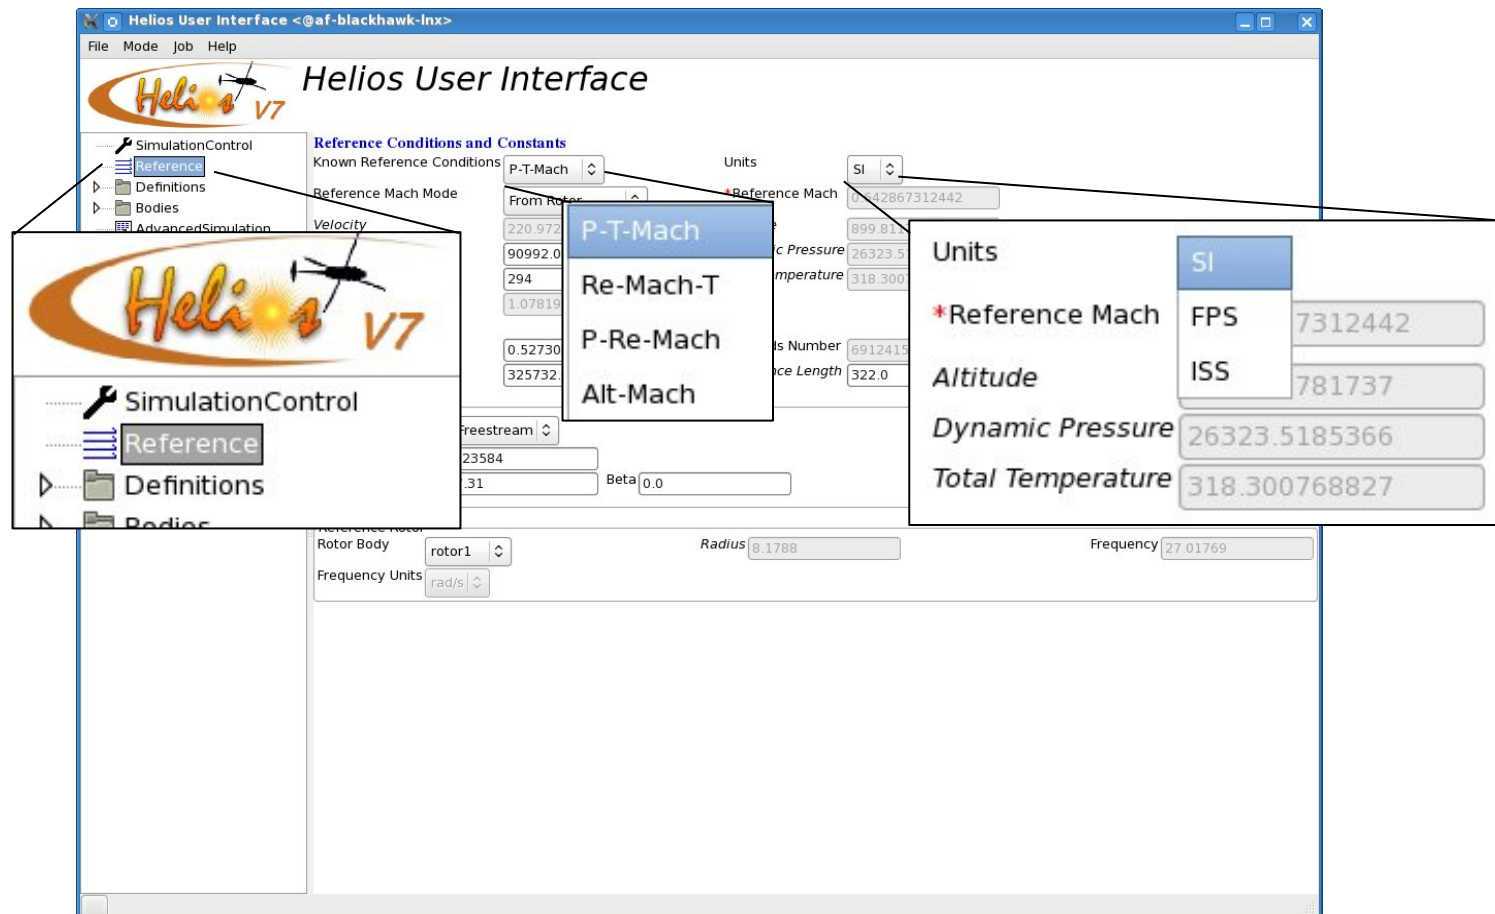 Helios User Interface <@af-blackhawk-lnx>
File Mode Job Help
Helios V7
Helios User Interface
SimulationControl
Reference
Definitions
Bodies
AdvancedSimulation
Reference Conditions and Constants
Known Reference Conditions P-T-Mach Units SI
Reference Mach Mode From Rotor *Reference Mach 0.642867312442
Velocity 220.972 899.81
90992.0 Pressure 26323.5
294 318.300
1.07819
0.52730 Number 6912415
325732. Length 322.0
Helios V7
SimulationControl
Reference
Definitions
Bodies
P-T-Mach
Re-Mach-T
P-Re-Mach
Alt-Mach
Units SI
FPS
ISS
*Reference Mach 7312442
Altitude 781737
Dynamic Pressure 26323.5185366
Total Temperature 318.300768827
Freestream
23584
.31 Beta 0.0
Reference Rotor
Rotor Body rotor1 Radius 8.1788 Frequency 27.01769
Frequency Units rad/s